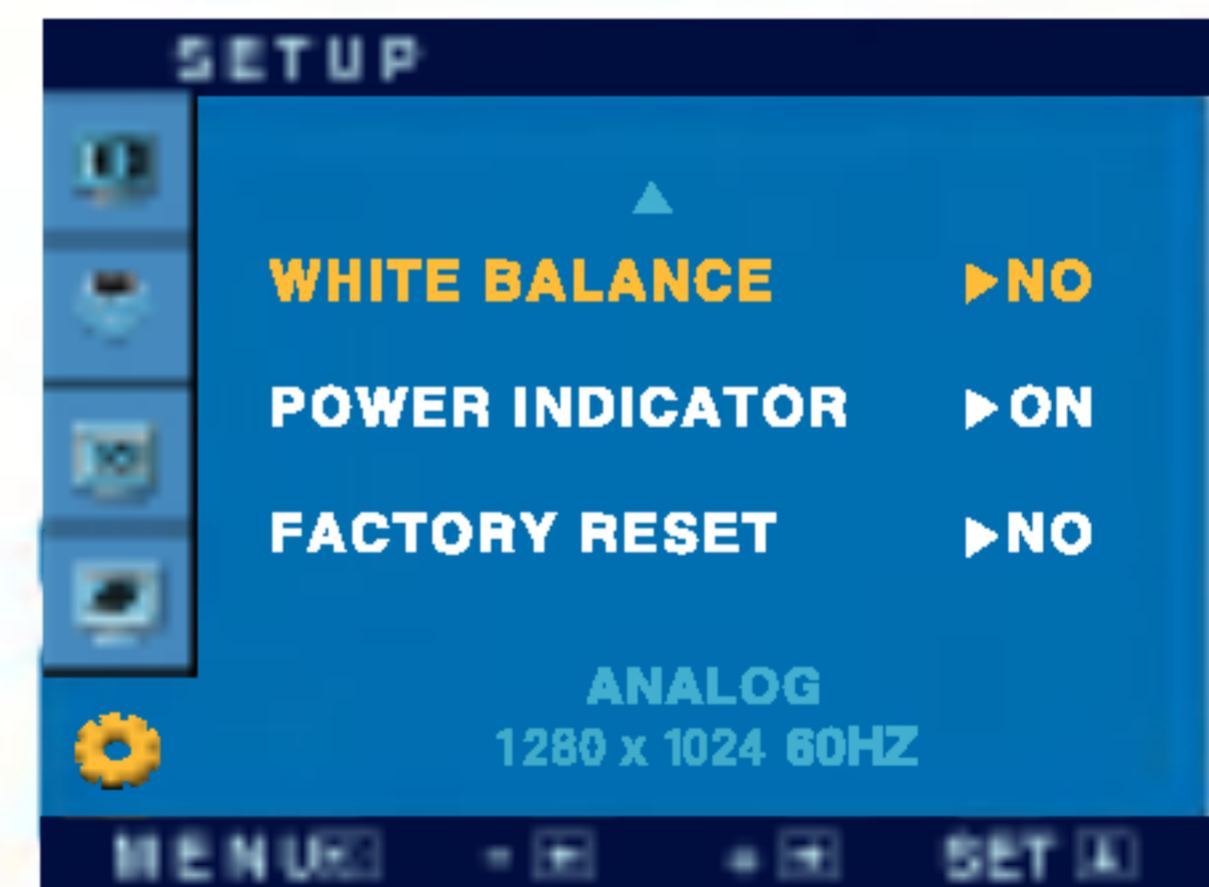 SETUP
WHITE BALANCE ▶NO
POWER INDICATOR ▶ON
FACTORY RESET ▶NO
ANALOG
1280 x 1024 60HZ
MENU - + SET